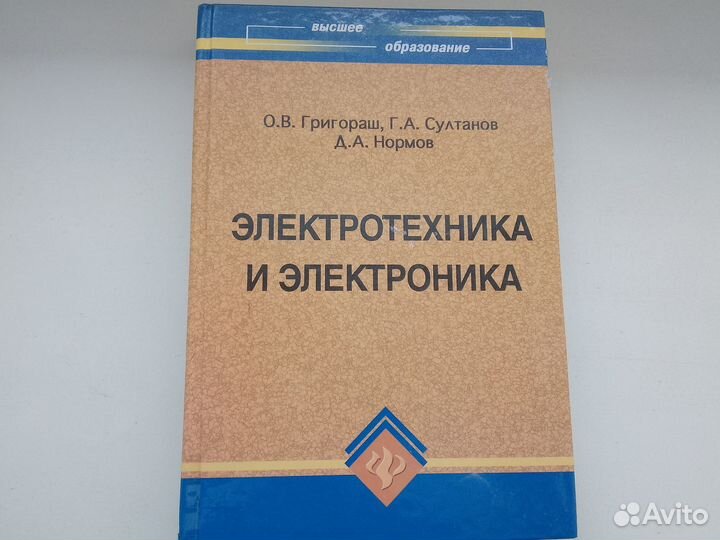 высшее
образование
О.В. Григораш, Г.А. Султанов
Д.А. Нормов
ЭЛЕКТРОТЕХНИКА
И ЭЛЕКТРОНИКА
Avito